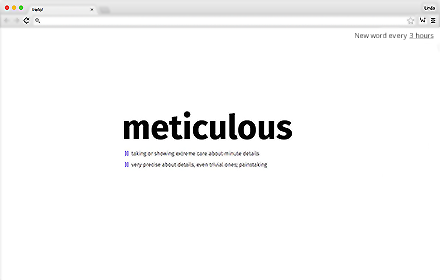 Linda
New word every 3 hours
meticulous
taking or showing extreme care about minute details
very precise about details, even trivial ones; painstaking